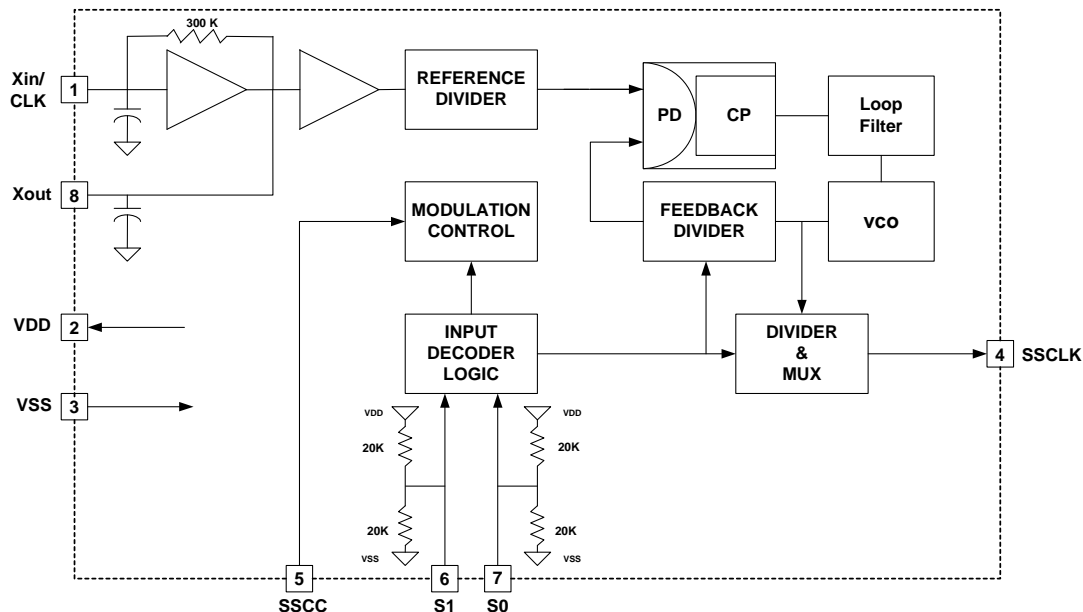 300 K
Xin/
CLK
1
REFERENCE
DIVIDER
PD
CP
Loop
Filter
Xout
8
MODULATION
CONTROL
FEEDBACK
DIVIDER
VCO
VDD
2
INPUT
DECODER
LOGIC
DIVIDER
&
MUX
4
SSCLK
VSS
3
VDD
VDD
20K
20K
20K
20K
VSS
VSS
5
6
7
SSCC
S1
S0